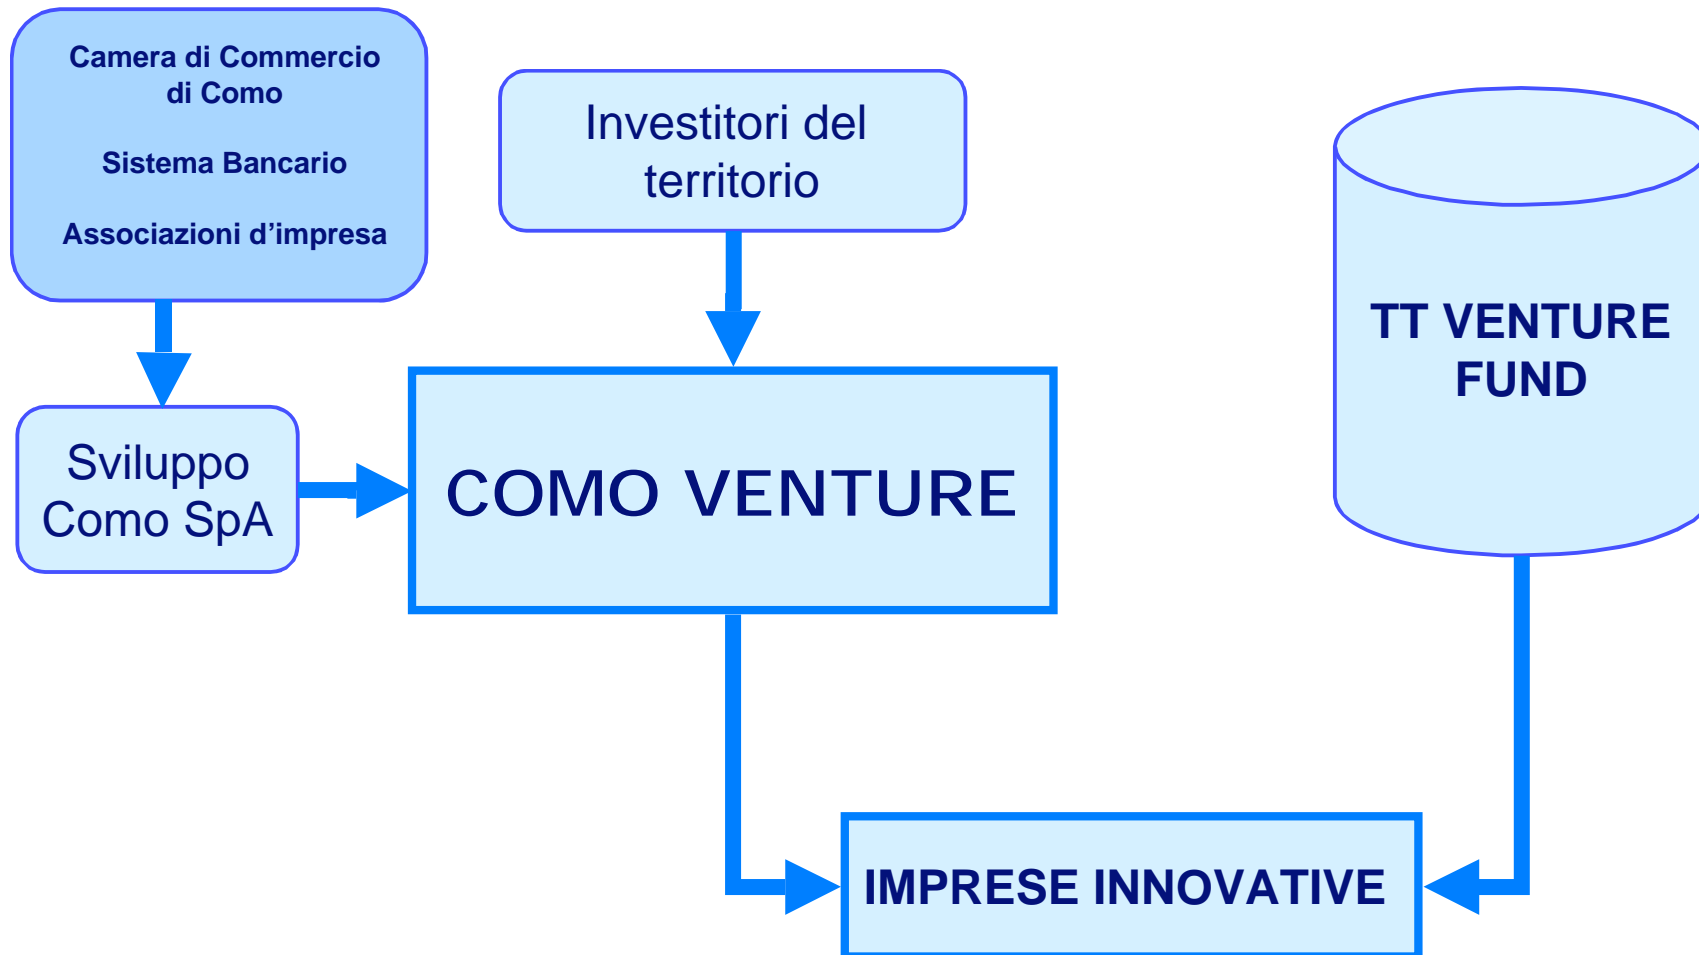 Camera di Commercio
di Como
Sistema Bancario
Associazioni d’impresa
Investitori del
territorio
TT VENTURE
FUND
Sviluppo
Como SpA
COMO VENTURE
IMPRESE INNOVATIVE